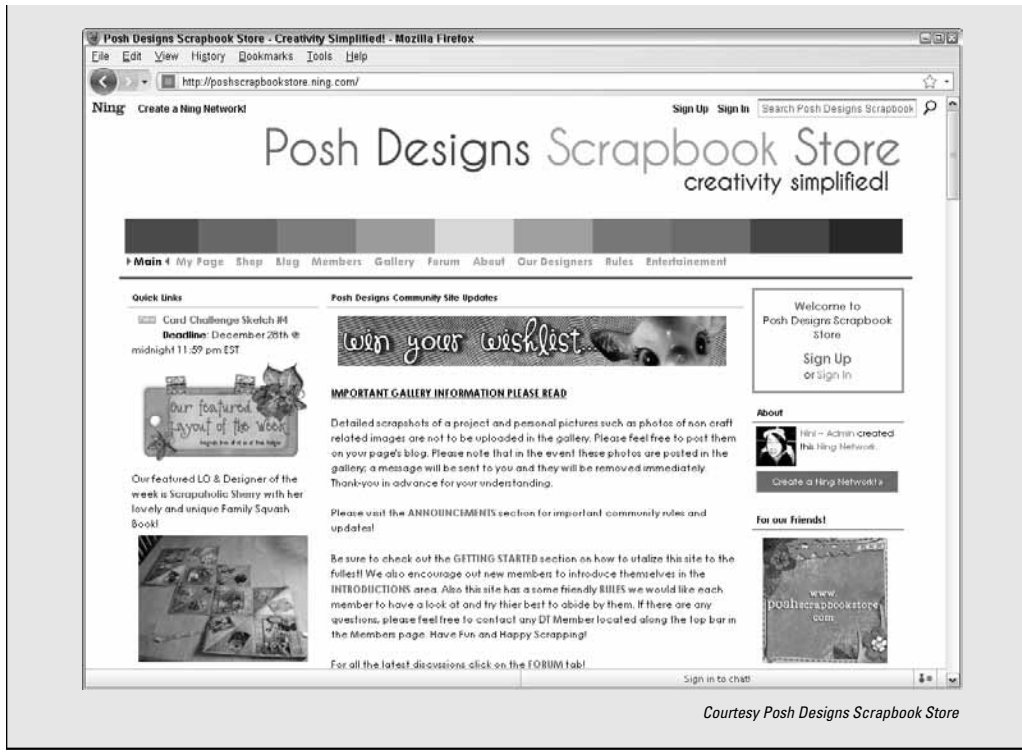 Posh Designs Scrapbook Store - Creativity Simplified! - Mozilla Firefox
File Edit View History Bookmarks Tools Help
http://poshscrapbookstore.ning.com/
Ning Create a Ning Network!
Sign Up Sign In Search Posh Designs Scrapbook
Posh Designs Scrapbook Store
creativity simplified!
Main My Page Shop Blog Members Gallery Forum About Our Designers Rules Entertainement
Quick Links
Card Challenge Sketch #4
Deadline: December 28th @
midnight 11:59 pm EST
Our featured
Layout of the Week
Our featured LO & Designer of the
week is Scrapaholic Sherry with her
lovely and unique Family Squash
Book!
Posh Designs Community Site Updates
win your wishlist...
IMPORTANT GALLERY INFORMATION PLEASE READ
Detailed scrapshots of a project and personal pictures such as photos of non craft
related images are not to be uploaded in the gallery. Please feel free to post them
on your page's blog. Please note that in the event these photos are posted in the
gallery; a message will be sent to you and they will be removed immediately.
Thank-you in advance for your understanding.
Please visit the ANNOUNCEMENTS section for important community rules and
updates!
Be sure to check out the GETTING STARTED section on how to utalize this site to the
fullest! We also encourage out new members to introduce themselves in the
INTRODUCTIONS area. Also this site has a some friendly RULES we would like each
member to have a look at and try thier best to abide by them. If there are any
questions, please feel free to contact any DT Member located along the top bar in
the Members page. Have Fun and Happy Scrapping!
For all the latest discussions click on the FORUM tab!
Welcome to
Posh Designs Scrapbook
Store
Sign Up
or Sign In
About
Nini ~ Admin created
this Ning Network.
Create a Ning Network! »
For our Friends!
www.
poshscrapbookstore
.com
Sign in to chat!
Courtesy Posh Designs Scrapbook Store